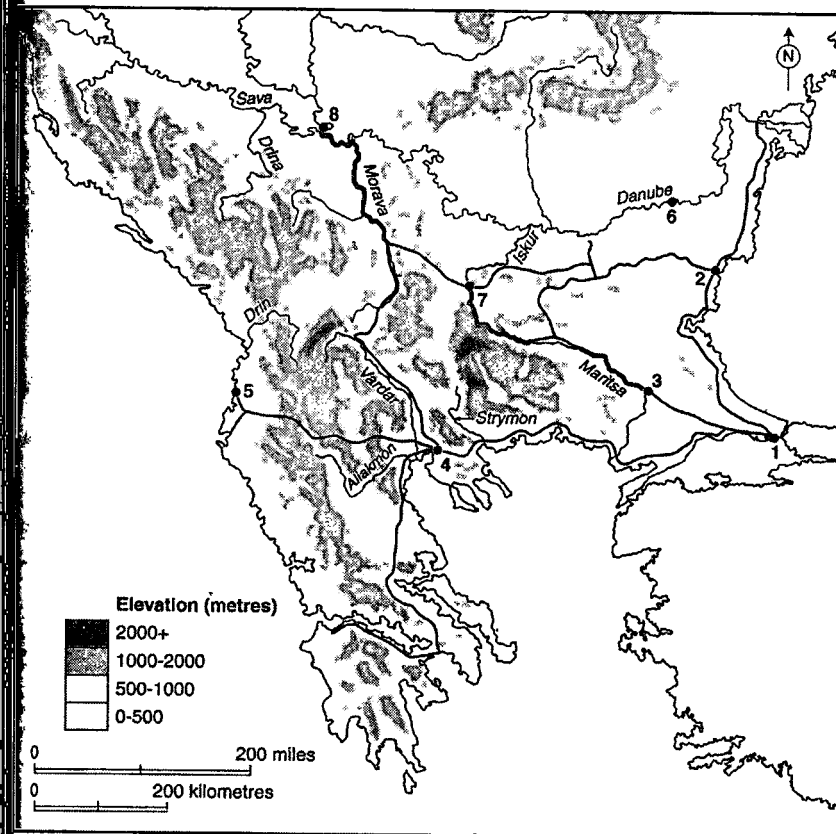 N
8
Sava
Drina
Morava
Danube
6
Iskur
2
7
Drin
Vardar
Maritsa
3
5
Strymon
1
4
Aliakmon
Elevation (metres)
2000+
1000-2000
500-1000
0-500
0 200 miles
0 200 kilometres